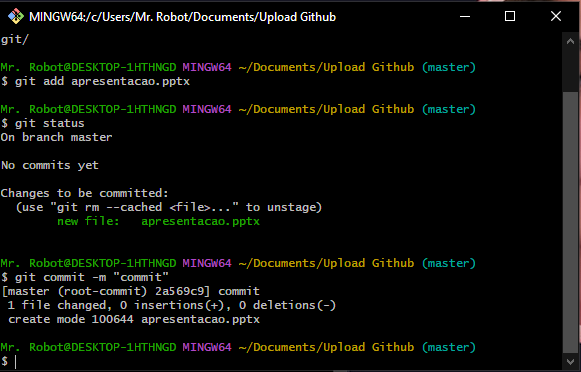 MINGW64:/c/Users/Mr. Robot/Documents/Upload Github
git/
Mr. Robot@DESKTOP-1HTHNGD MINGW64 ~/Documents/Upload Github (master)
$ git add apresentacao.pptx
Mr. Robot@DESKTOP-1HTHNGD MINGW64 ~/Documents/Upload Github (master)
$ git status
On branch master
No commits yet
Changes to be committed:
  (use "git rm --cached <file>..." to unstage)
        new file:   apresentacao.pptx
Mr. Robot@DESKTOP-1HTHNGD MINGW64 ~/Documents/Upload Github (master)
$ git commit -m "commit"
[master (root-commit) 2a569c9] commit
 1 file changed, 0 insertions(+), 0 deletions(-)
 create mode 100644 apresentacao.pptx
Mr. Robot@DESKTOP-1HTHNGD MINGW64 ~/Documents/Upload Github (master)
$